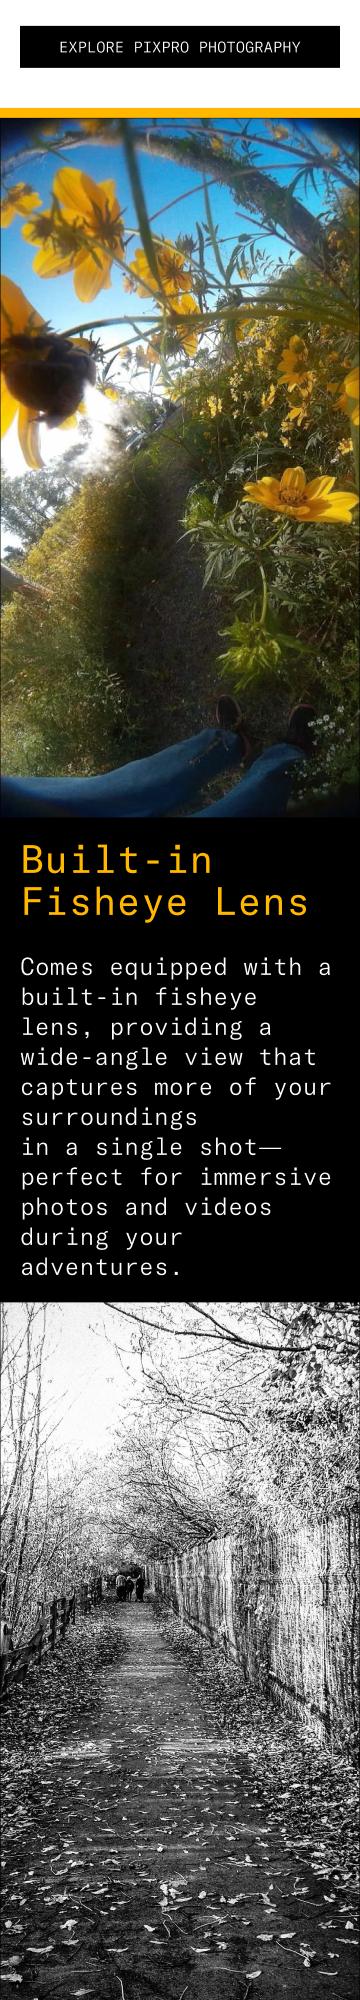 EXPLORE PIXPRO PHOTOGRAPHY
Built-in
Fisheye Lens
Comes equipped with a
built-in fisheye
lens, providing a
wide-angle view that
captures more of your
surroundings
in a single shot—
perfect for immersive
photos and videos
during your
adventures.